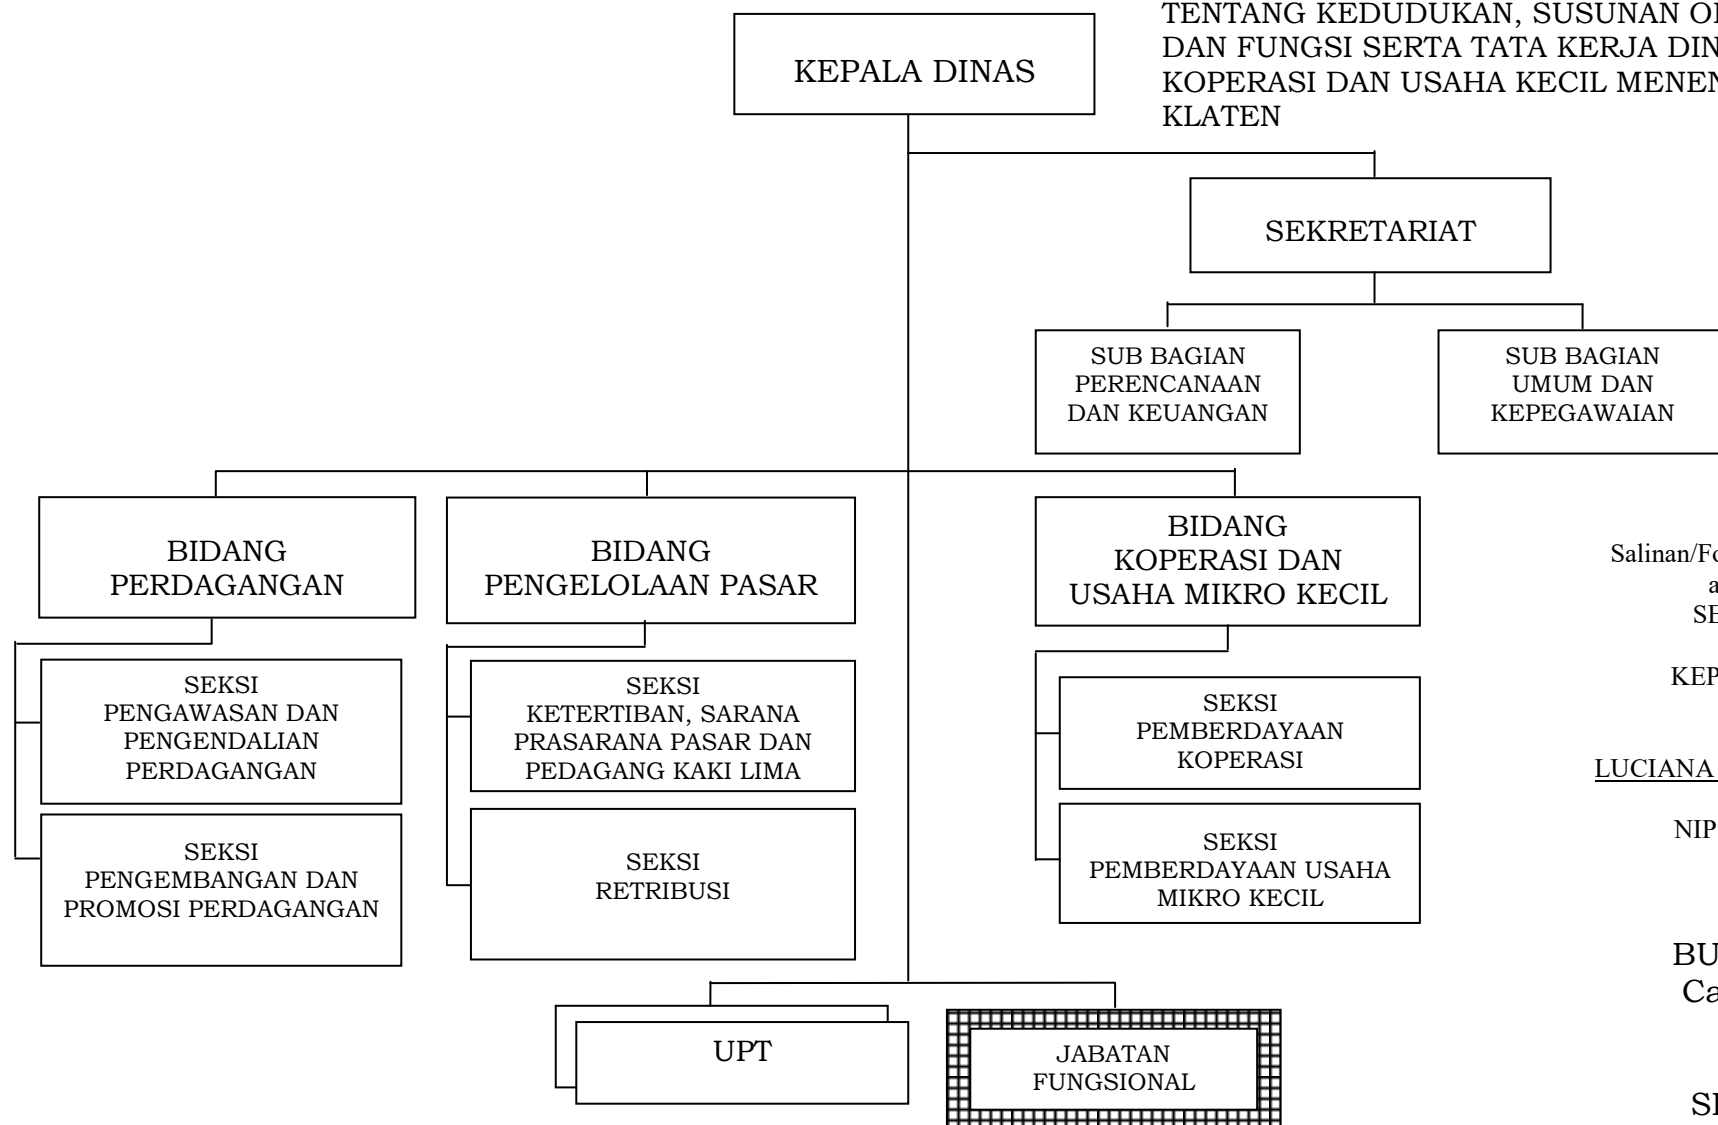 TENTANG KEDUDUKAN, SUSUNAN
DAN FUNGSI SERTA TATA KERJA
KOPERASI DAN USAHA KECIL
KLATEN
KEPALA DINAS
SEKRETARIAT
SUB BAGIAN
PERENCANAAN
DAN KEUANGAN
SUB BAGIAN
UMUM DAN
KEPEGAWAIAN
BIDANG
PERDAGANGAN
BIDANG
PENGELOLAAN PASAR
BIDANG
KOPERASI DAN
USAHA MIKRO KECIL
SEKSI
PENGAWASAN DAN
PENGENDALIAN
PERDAGANGAN
SEKSI
PENGEMBANGAN DAN
PROMOSI PERDAGANGAN
SEKSI
KETERTIBAN, SARANA
PRASARANA PASAR DAN
PEDAGANG KAKI LIMA
SEKSI
RETRIBUSI
SEKSI
PEMBERDAYAAN
KOPERASI
SEKSI
PEMBERDAYAAN USAHA
MIKRO KECIL
UPT
JABATAN
FUNGSIONAL
LUCIANA
NIP